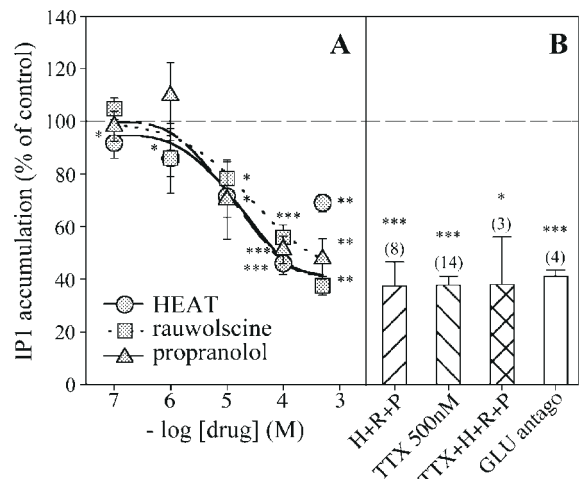 140
120
100
80
60
40
20
0
IP1 accumulation (% of control)
A
B
*
*
*
*
***
***
***
**
**
**
HEAT
rauwolscine
propranolol
7 6 5 4 3
- log [drug] (M)
***
(8)
***
(14)
*
(3)
***
(4)
H+R+P
TTX 500nM
TTX+H+R+P
GLU antago